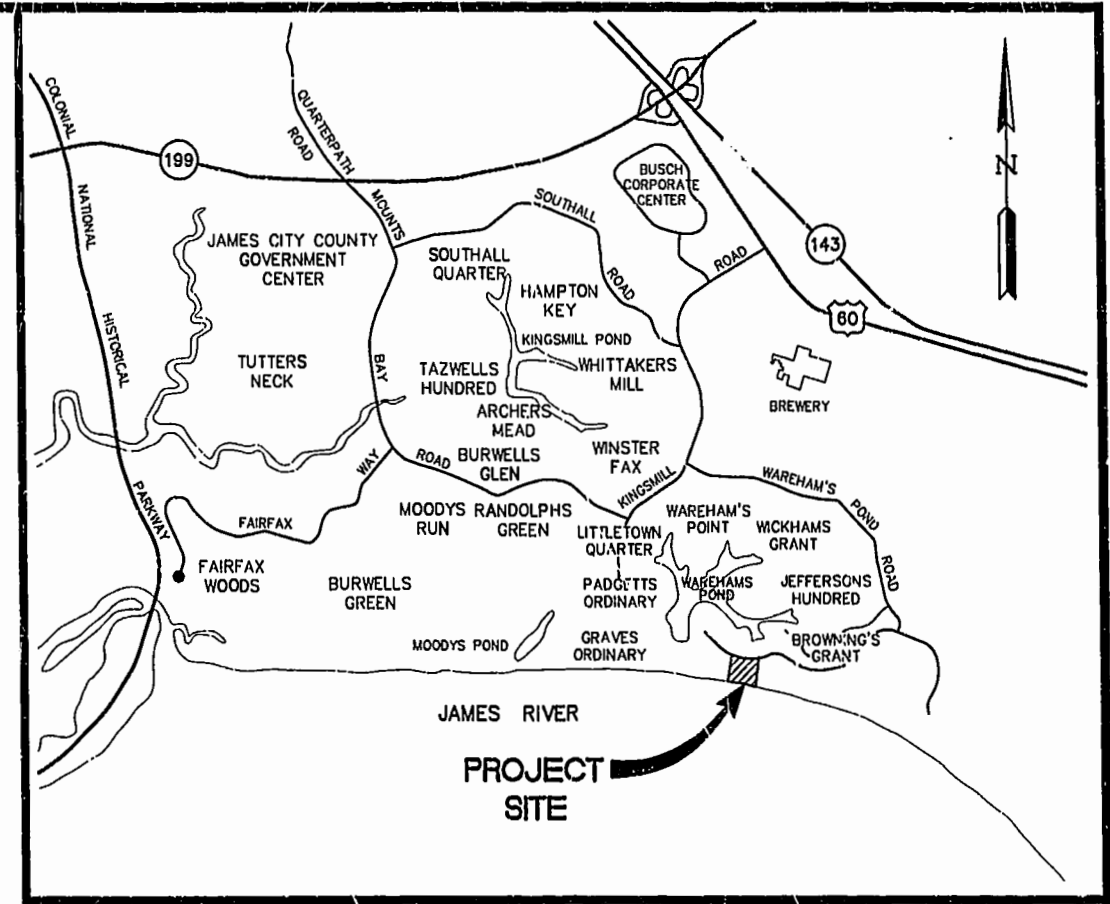 COLONIAL
NATIONAL
HISTORICAL
PARKWAY
199
QUARTERPATH
ROAD
MOUNTS
BAY
ROAD
SOUTHALL
ROAD
BUSCH
CORPORATE
CENTER
ROAD
143
60
N
JAMES CITY COUNTY
GOVERNMENT
CENTER
SOUTHALL
QUARTER
HAMPTON
KEY
KINGSMILL POND
TUTTERS
NECK
TAZWELLS
HUNDRED
WHITTAKERS
MILL
BREWERY
ARCHERS
MEAD
BURWELLS
GLEN
WINSTER
FAX
KINGSMILL
WAREHAM'S
POND
ROAD
FAIRFAX
WAY
MOODYS
RUN
RANDOLPHS
GREEN
LITTLETOWN
QUARTER
WAREHAM'S
POINT
WICKHAMS
GRANT
FAIRFAX
WOODS
BURWELLS
GREEN
PADGETTS
ORDINARY
WAREHAMS
POND
JEFFERSONS
HUNDRED
MOODYS POND
GRAVES
ORDINARY
BROWNING'S
GRANT
JAMES RIVER
PROJECT
SITE